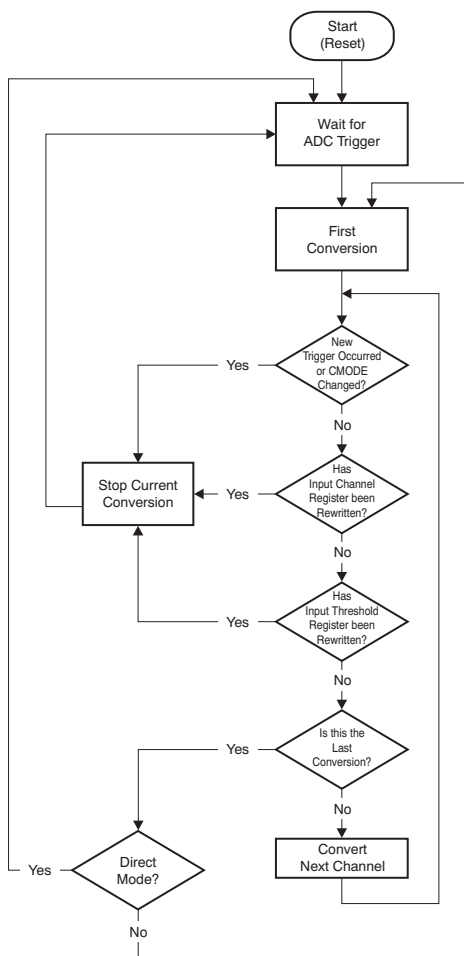 Start
(Reset)
Wait for
ADC Trigger
First
Conversion
New
Trigger Occurred
or CMODE
Changed?
Yes
No
Stop Current
Conversion
Yes
Has
Input Channel
Register been
Rewritten?
No
Has
Input Threshold
Register been
Rewritten?
Yes
No
Is this the
Last
Conversion?
Yes
No
Convert
Next Channel
Yes
Direct
Mode?
No